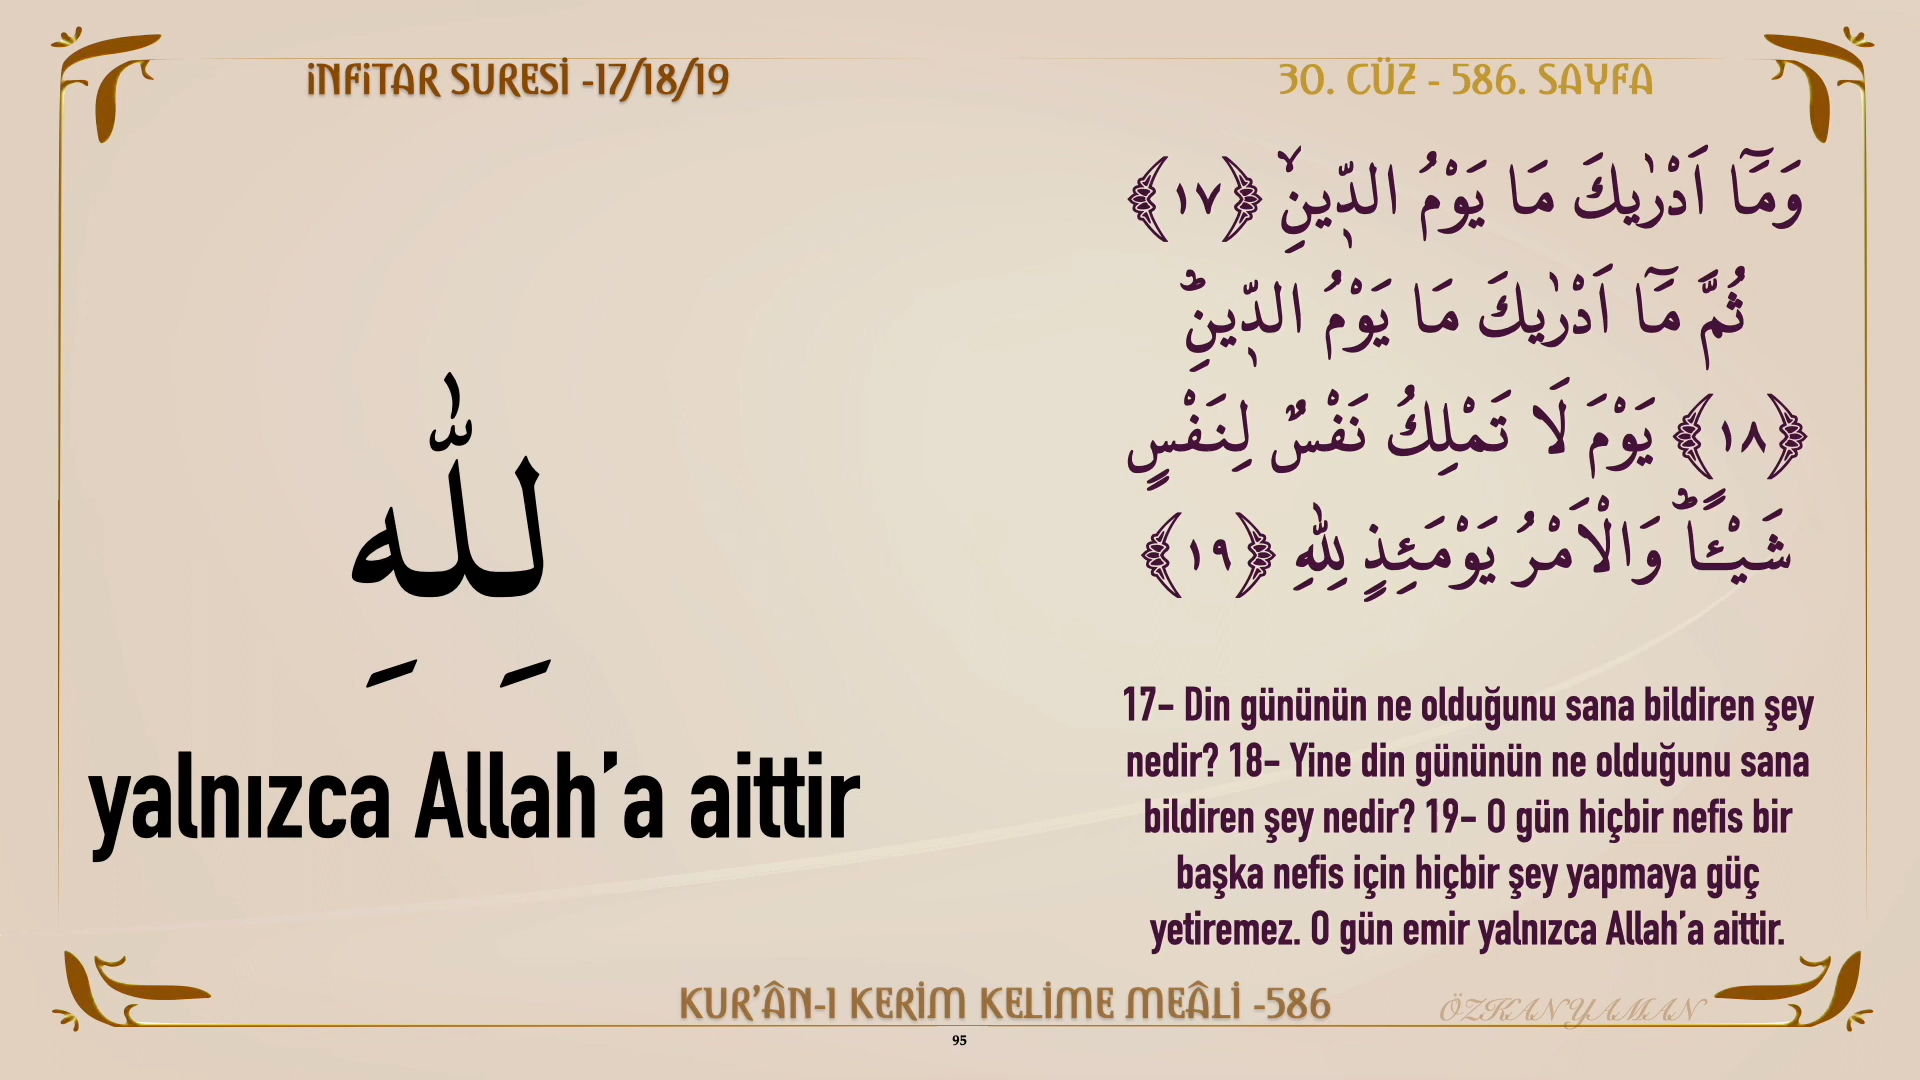 İNFİTAR SURESİ -17/18/19
30. CÜZ - 586. SAYFA
لِلّٰهِ
yalnızca Allah’a aittir
وَمَٓا اَدْرٰيكَ مَا يَوْمُ الدّ۪ينِۙ ﴿١٧﴾
ثُمَّ مَٓا اَدْرٰيكَ مَا يَوْمُ الدّ۪ينِۜ
﴿١٨﴾ يَوْمَ لَا تَمْلِكُ نَفْسٌ لِنَفْسٍ
شَيْـٔاًۜ وَالْاَمْرُ يَوْمَئِذٍ لِلّٰهِ ﴿١٩﴾
17– Din gününün ne olduğunu sana bildiren şey
nedir? 18– Yine din gününün ne olduğunu sana
bildiren şey nedir? 19– O gün hiçbir nefis bir
başka nefis için hiçbir şey yapmaya güç
yetiremez. O gün emir yalnızca Allah’a aittir.
KUR’ÂN-I KERİM KELİME MEÂLİ -586
ÖZKAN YAMAN
95